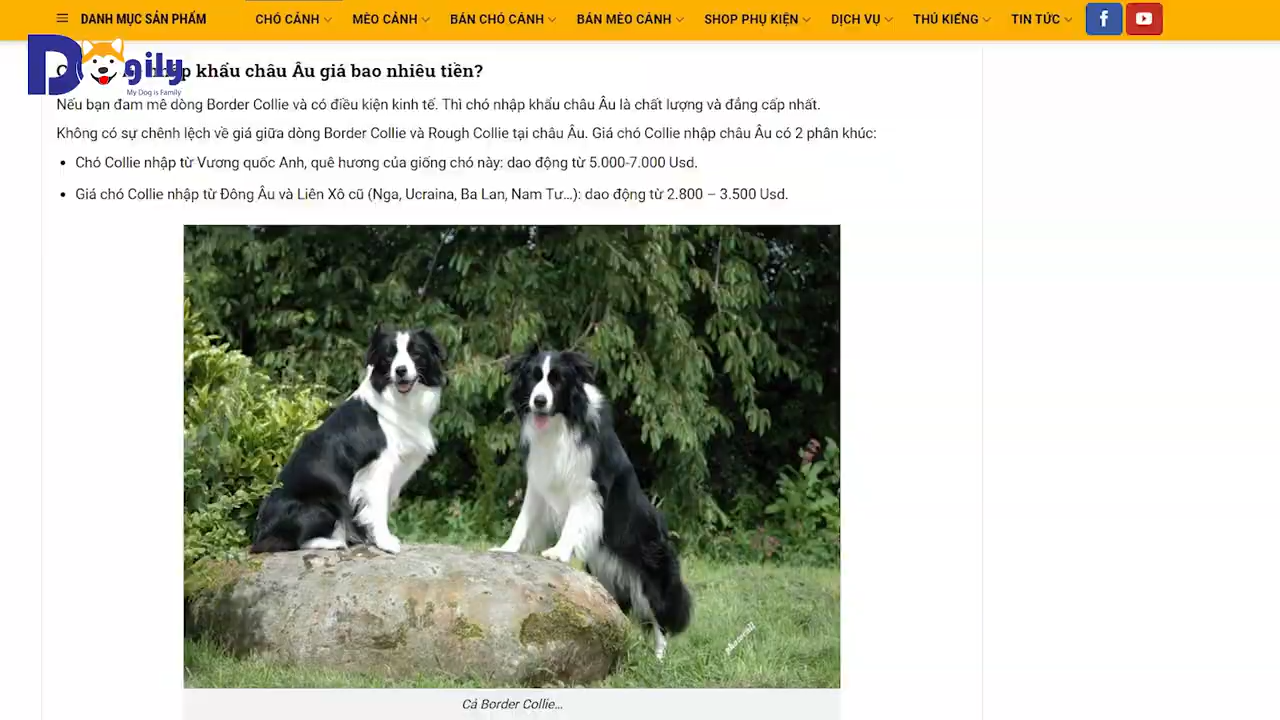 DANH MỤC SẢN PHẨM
CHÓ CẢNH
MÈO CẢNH
BÁN CHÓ CẢNH
BÁN MÈO CẢNH
SHOP PHỤ KIỆN
DỊCH VỤ
THÚ KIỂNG
TIN TỨC
Dogily
My Dog is Family
nhập khẩu châu Âu giá bao nhiêu tiền?
Nếu bạn đam mê dòng Border Collie và có điều kiện kinh tế. Thì chó nhập khẩu châu Âu là chất lượng và đẳng cấp nhất.
Không có sự chênh lệch về giá giữa dòng Border Collie và Rough Collie tại châu Âu. Giá chó Collie nhập châu Âu có 2 phân khúc:
• Chó Collie nhập từ Vương quốc Anh, quê hương của giống chó này: dao động từ 5.000-7.000 Usd.
• Giá chó Collie nhập từ Đông Âu và Liên Xô cũ (Nga, Ucraina, Ba Lan, Nam Tư…): dao động từ 2.800 – 3.500 Usd.
Cả Border Collie…